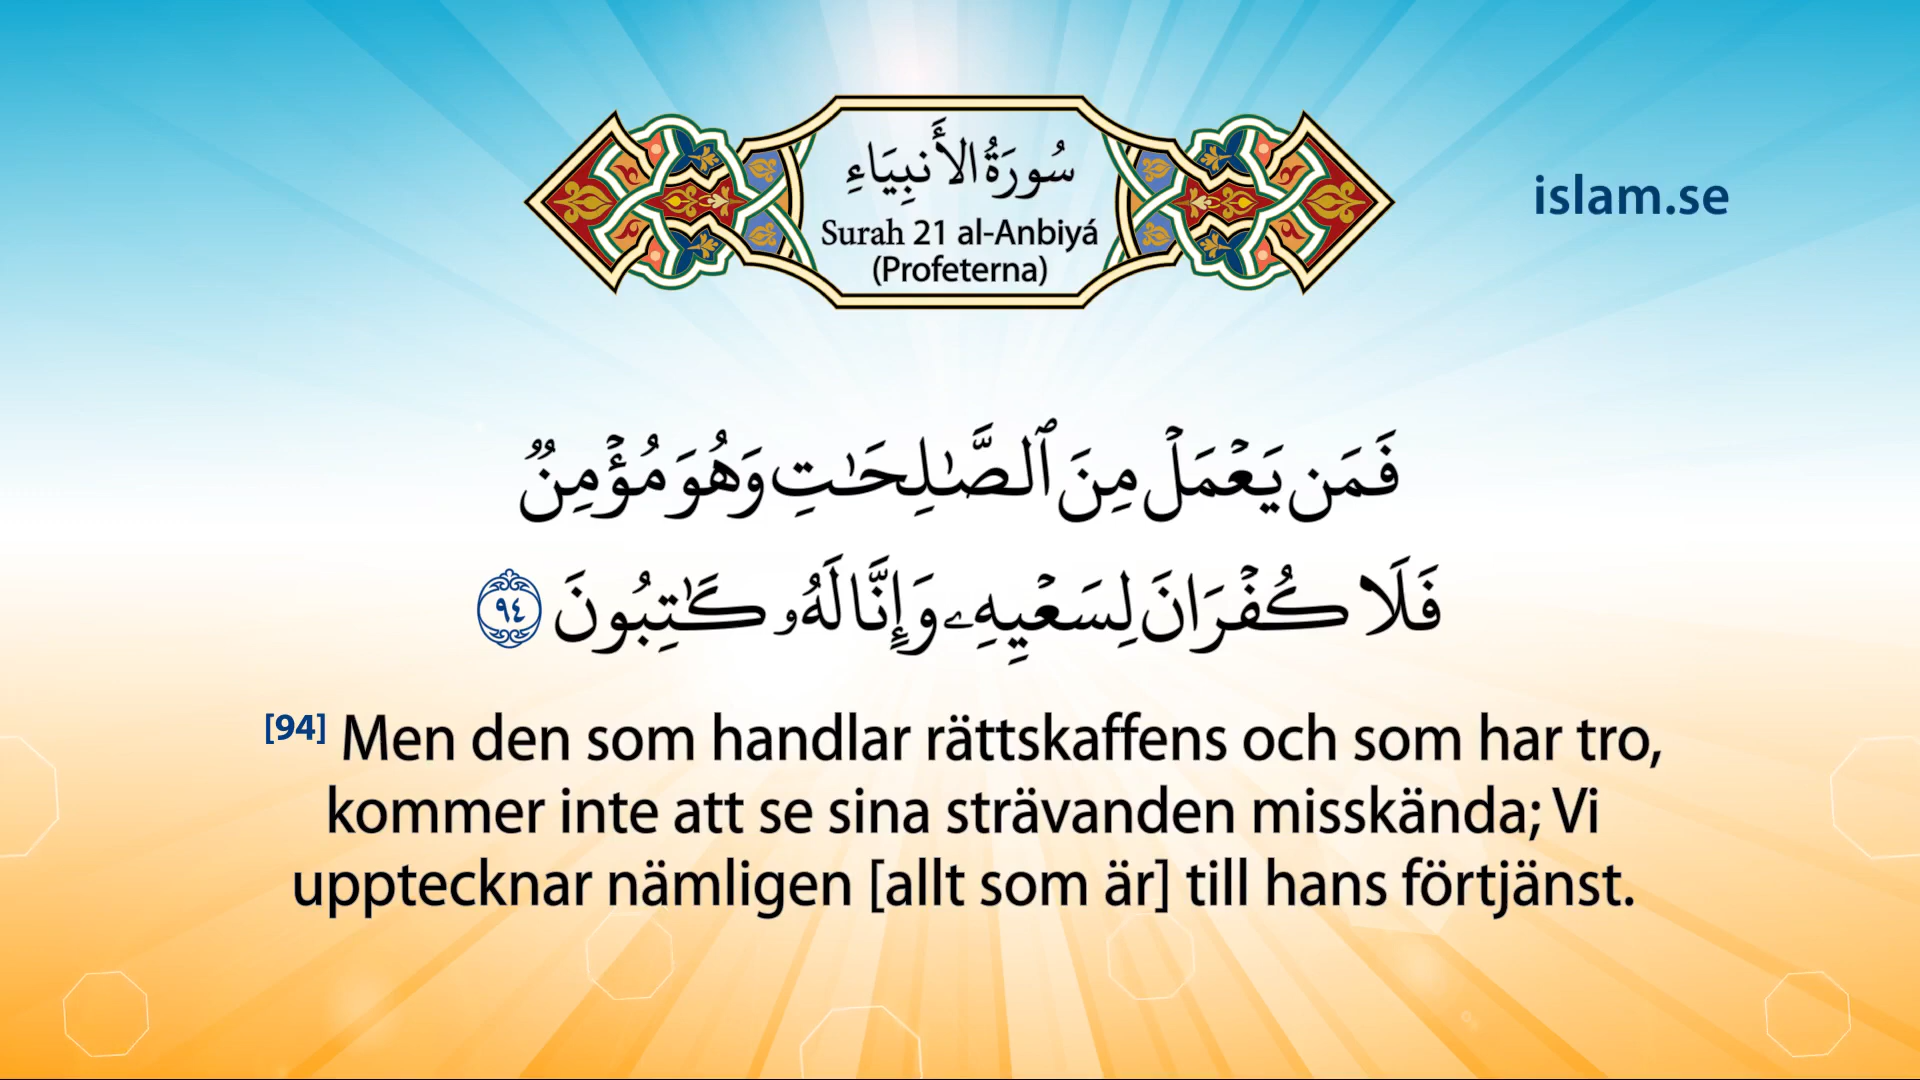 سُورَةُ الأَنبِيَاءِ
Surah 21 al-Anbiyá
(Profeterna)
islam.se
فَمَن يَعْمَلْ مِنَ ٱلصَّـٰلِحَـٰتِ وَهُوَ مُؤْمِنٌ
فَلَا كُفْرَانَ لِسَعْيِهِۦ وَإِنَّا لَهُۥ كَـٰتِبُونَ ٩٤
[94] Men den som handlar rättskaffens och som har tro,
kommer inte att se sina strävanden misskända; Vi
upptecknar nämligen [allt som är] till hans förtjänst.